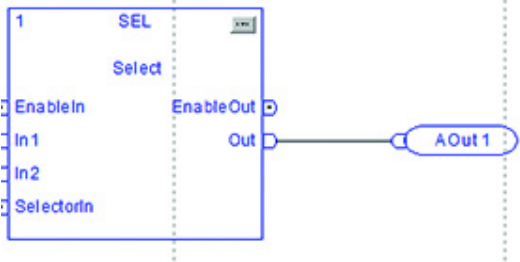 1 SEL
Select
EnableIn EnableOut
In1 Out AOut1
In2
SelectorIn